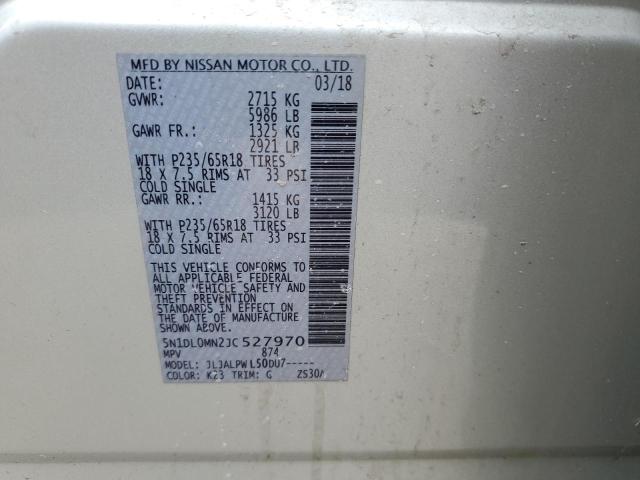 MFD BY NISSAN MOTOR CO., LTD.
DATE: 03/18
GVWR: 2715 KG
5986 LB
GAWR FR.: 1325 KG
2921 LB
WITH P235/65R18 TIRES
18 X 7.5 RIMS AT 33 PSI
COLD SINGLE
GAWR RR.: 1415 KG
3120 LB
WITH P235/65R18 TIRES
18 X 7.5 RIMS AT 33 PSI
COLD SINGLE
THIS VEHICLE CONFORMS TO
ALL APPLICABLE FEDERAL
MOTOR VEHICLE SAFETY AND
THEFT PREVENTION
STANDARDS IN EFFECT ON
THE DATE OF MANUFACTURE
SHOWN ABOVE.
5N1DL0MN2JC527970
MPV 874
MODEL: JLJALPWL50DU7-----
COLOR: K23 TRIM: G ZS30A